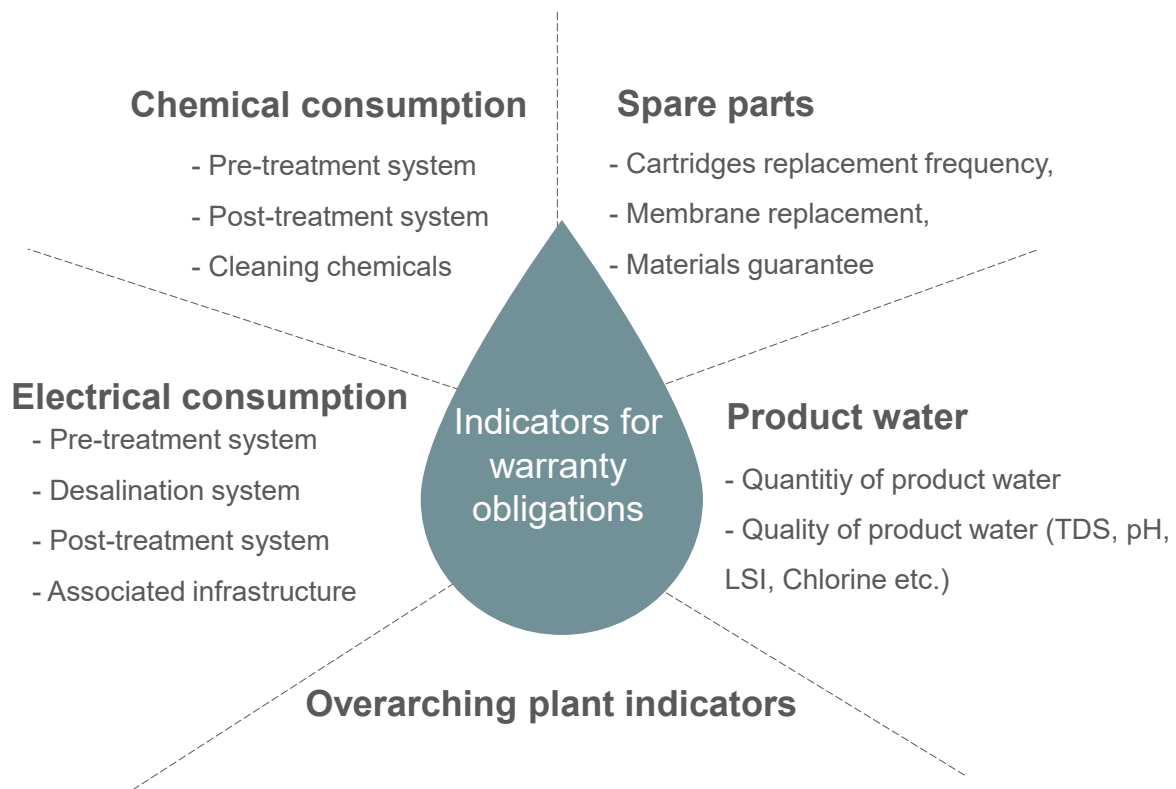 Chemical consumption
- Pre-treatment system
- Post-treatment system
- Cleaning chemicals
Spare parts
- Cartridges replacement frequency,
- Membrane replacement,
- Materials guarantee
Electrical consumption
- Pre-treatment system
- Desalination system
- Post-treatment system
- Associated infrastructure
Indicators for
warranty
obligations
Product water
- Quantitiy of product water
- Quality of product water (TDS, pH,
LSI, Chlorine etc.)
Overarching plant indicators